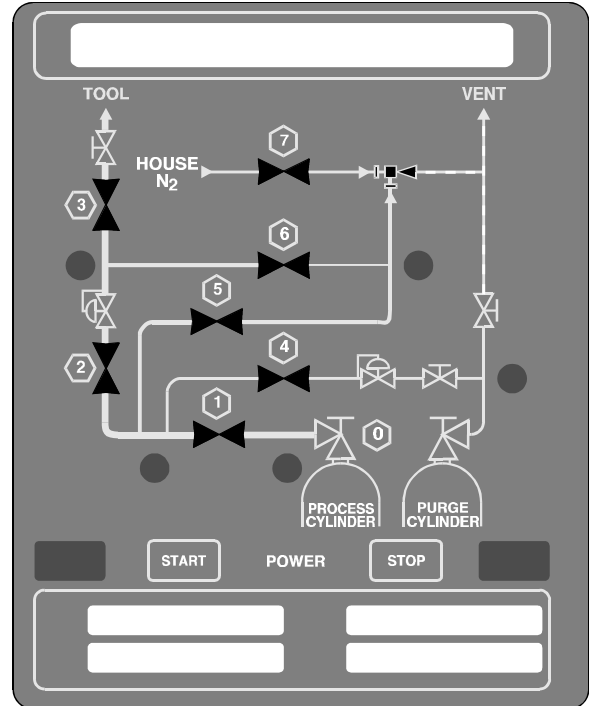 TOOL
VENT
7
HOUSE
N2
3
6
5
2
4
1
0
PROCESS
CYLINDER
PURGE
CYLINDER
START
POWER
STOP